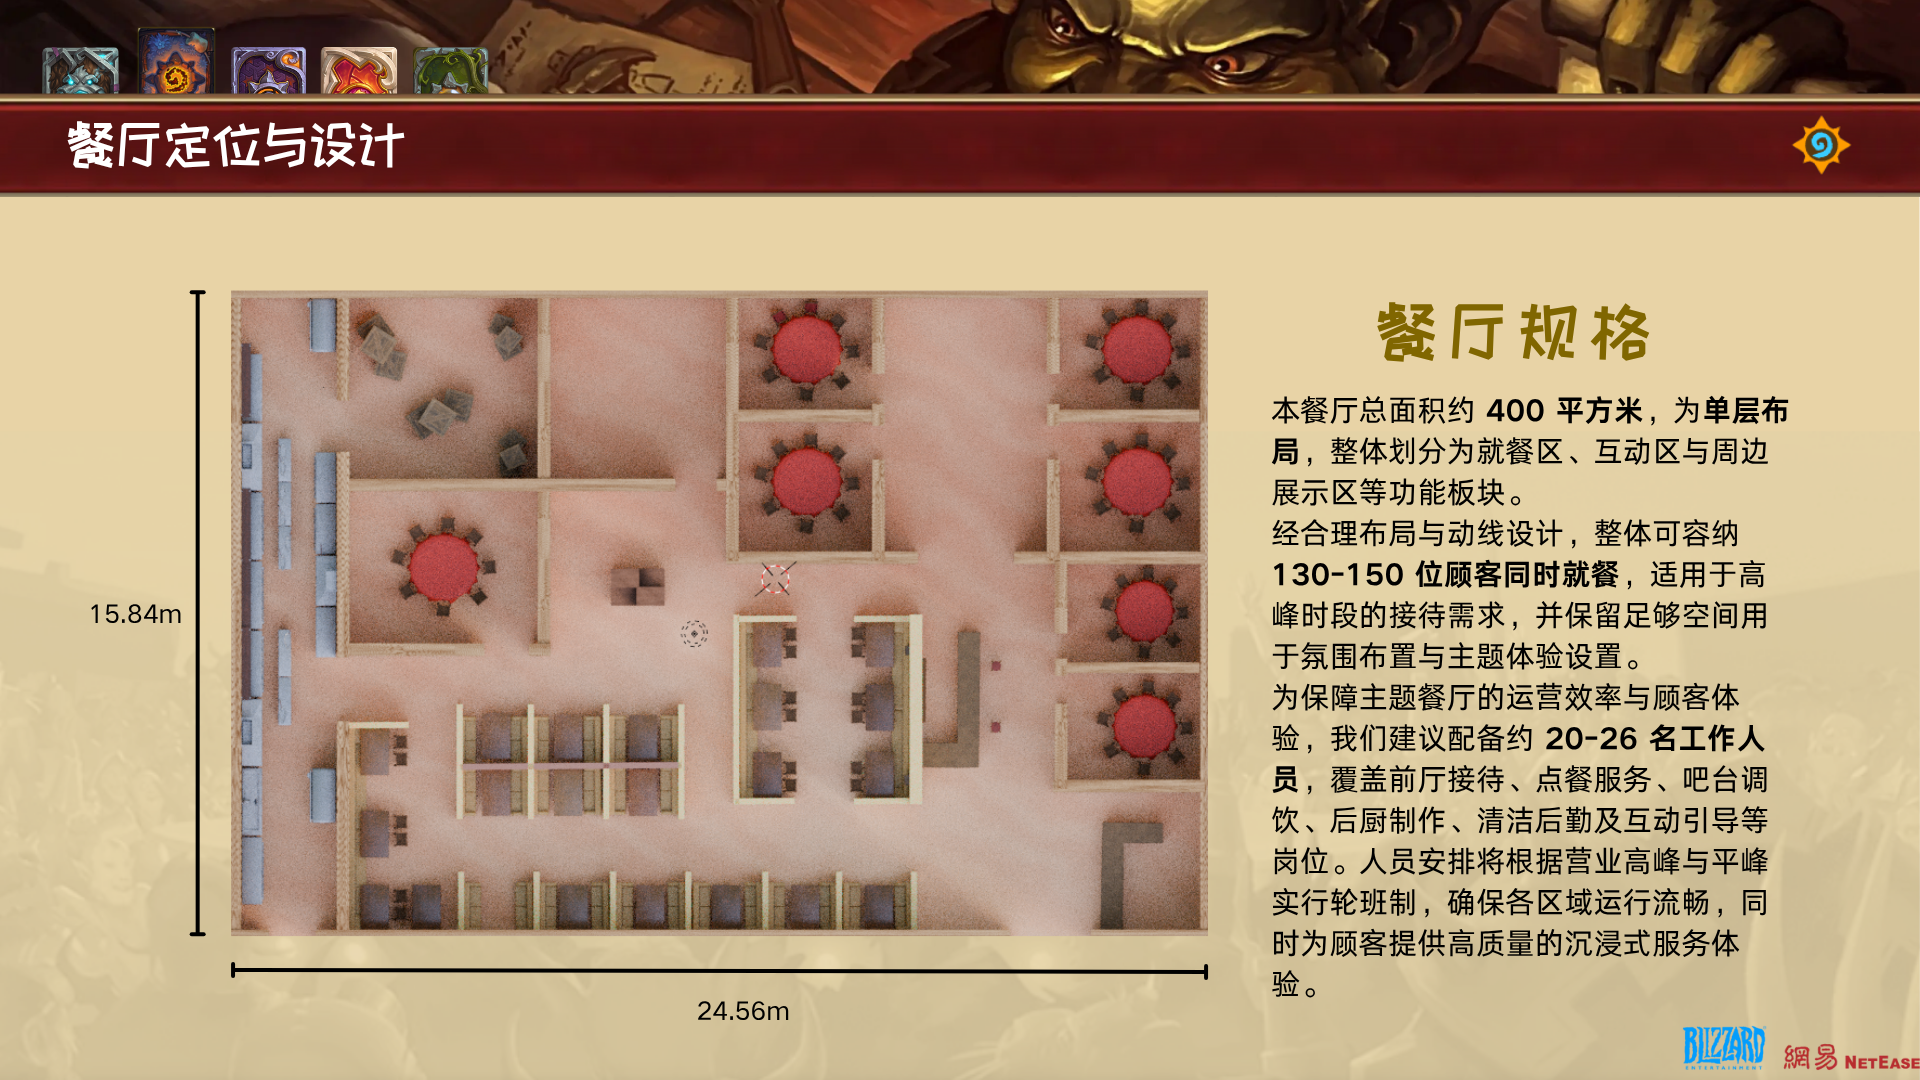 餐厅定位与设计
餐厅规格
本餐厅总面积约 400 平方米，为单层布
局，整体划分为就餐区、互动区与周边
展示区等功能板块。
经合理布局与动线设计，整体可容纳
130-150 位顾客同时就餐，适用于高
峰时段的接待需求，并保留足够空间用
于氛围布置与主题体验设置。
为保障主题餐厅的运营效率与顾客体
验，我们建议配备约 20-26 名工作人
员，覆盖前厅接待、点餐服务、吧台调
饮、后厨制作、清洁后勤及互动引导等
岗位。人员安排将根据营业高峰与平峰
实行轮班制，确保各区域运行流畅，同
时为顾客提供高质量的沉浸式服务体
验。
15.84m
24.56m
BLIZZARD
ENTERTAINMENT
網易 NETEASE